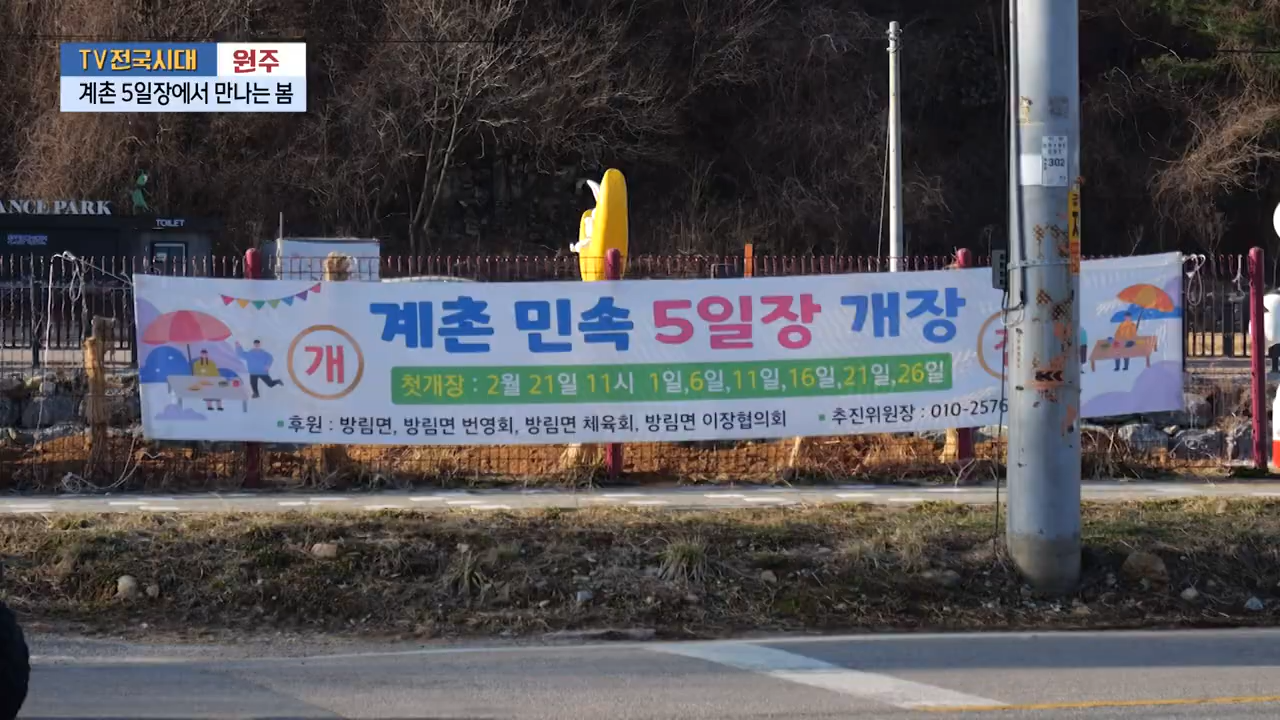 TV전국시대 원주
계촌 5일장에서 만나는 봄
ANCE PARK
TOILET
302
계촌 민속 5일장 개장
개
첫개장 : 2월 21일 11시 1일,6일,11일,16일,21일,26일
후원 : 방림면, 방림면 번영회, 방림면 체육회, 방림면 이장협의회
추진위원장 : 010-2576